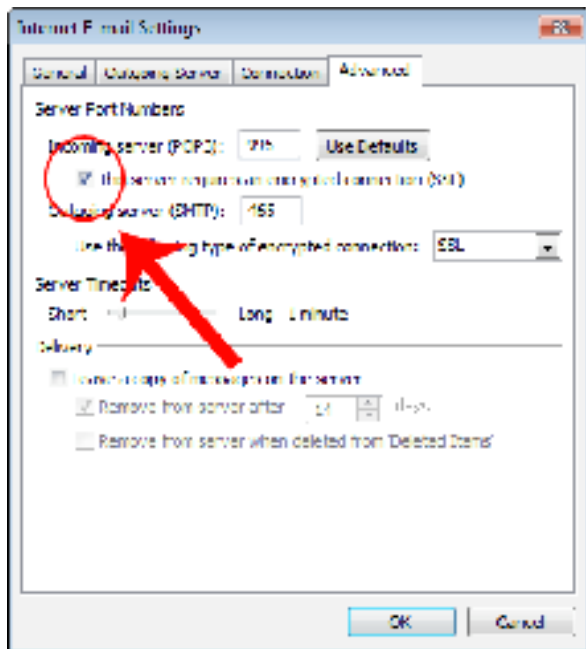 Internet E-mail Settings
General Outgoing Server Connection Advanced
Server Port Numbers
Incoming server (POP3): 995 Use Defaults
This server requires an encrypted connection (SSL)
Outgoing server (SMTP): 465
Use the following type of encrypted connection: SSL
Server Timeouts
Short Long 1 minute
Delivery
Leave a copy of messages on the server
Remove from server after 14 days
Remove from server when deleted from 'Deleted Items'
OK Cancel